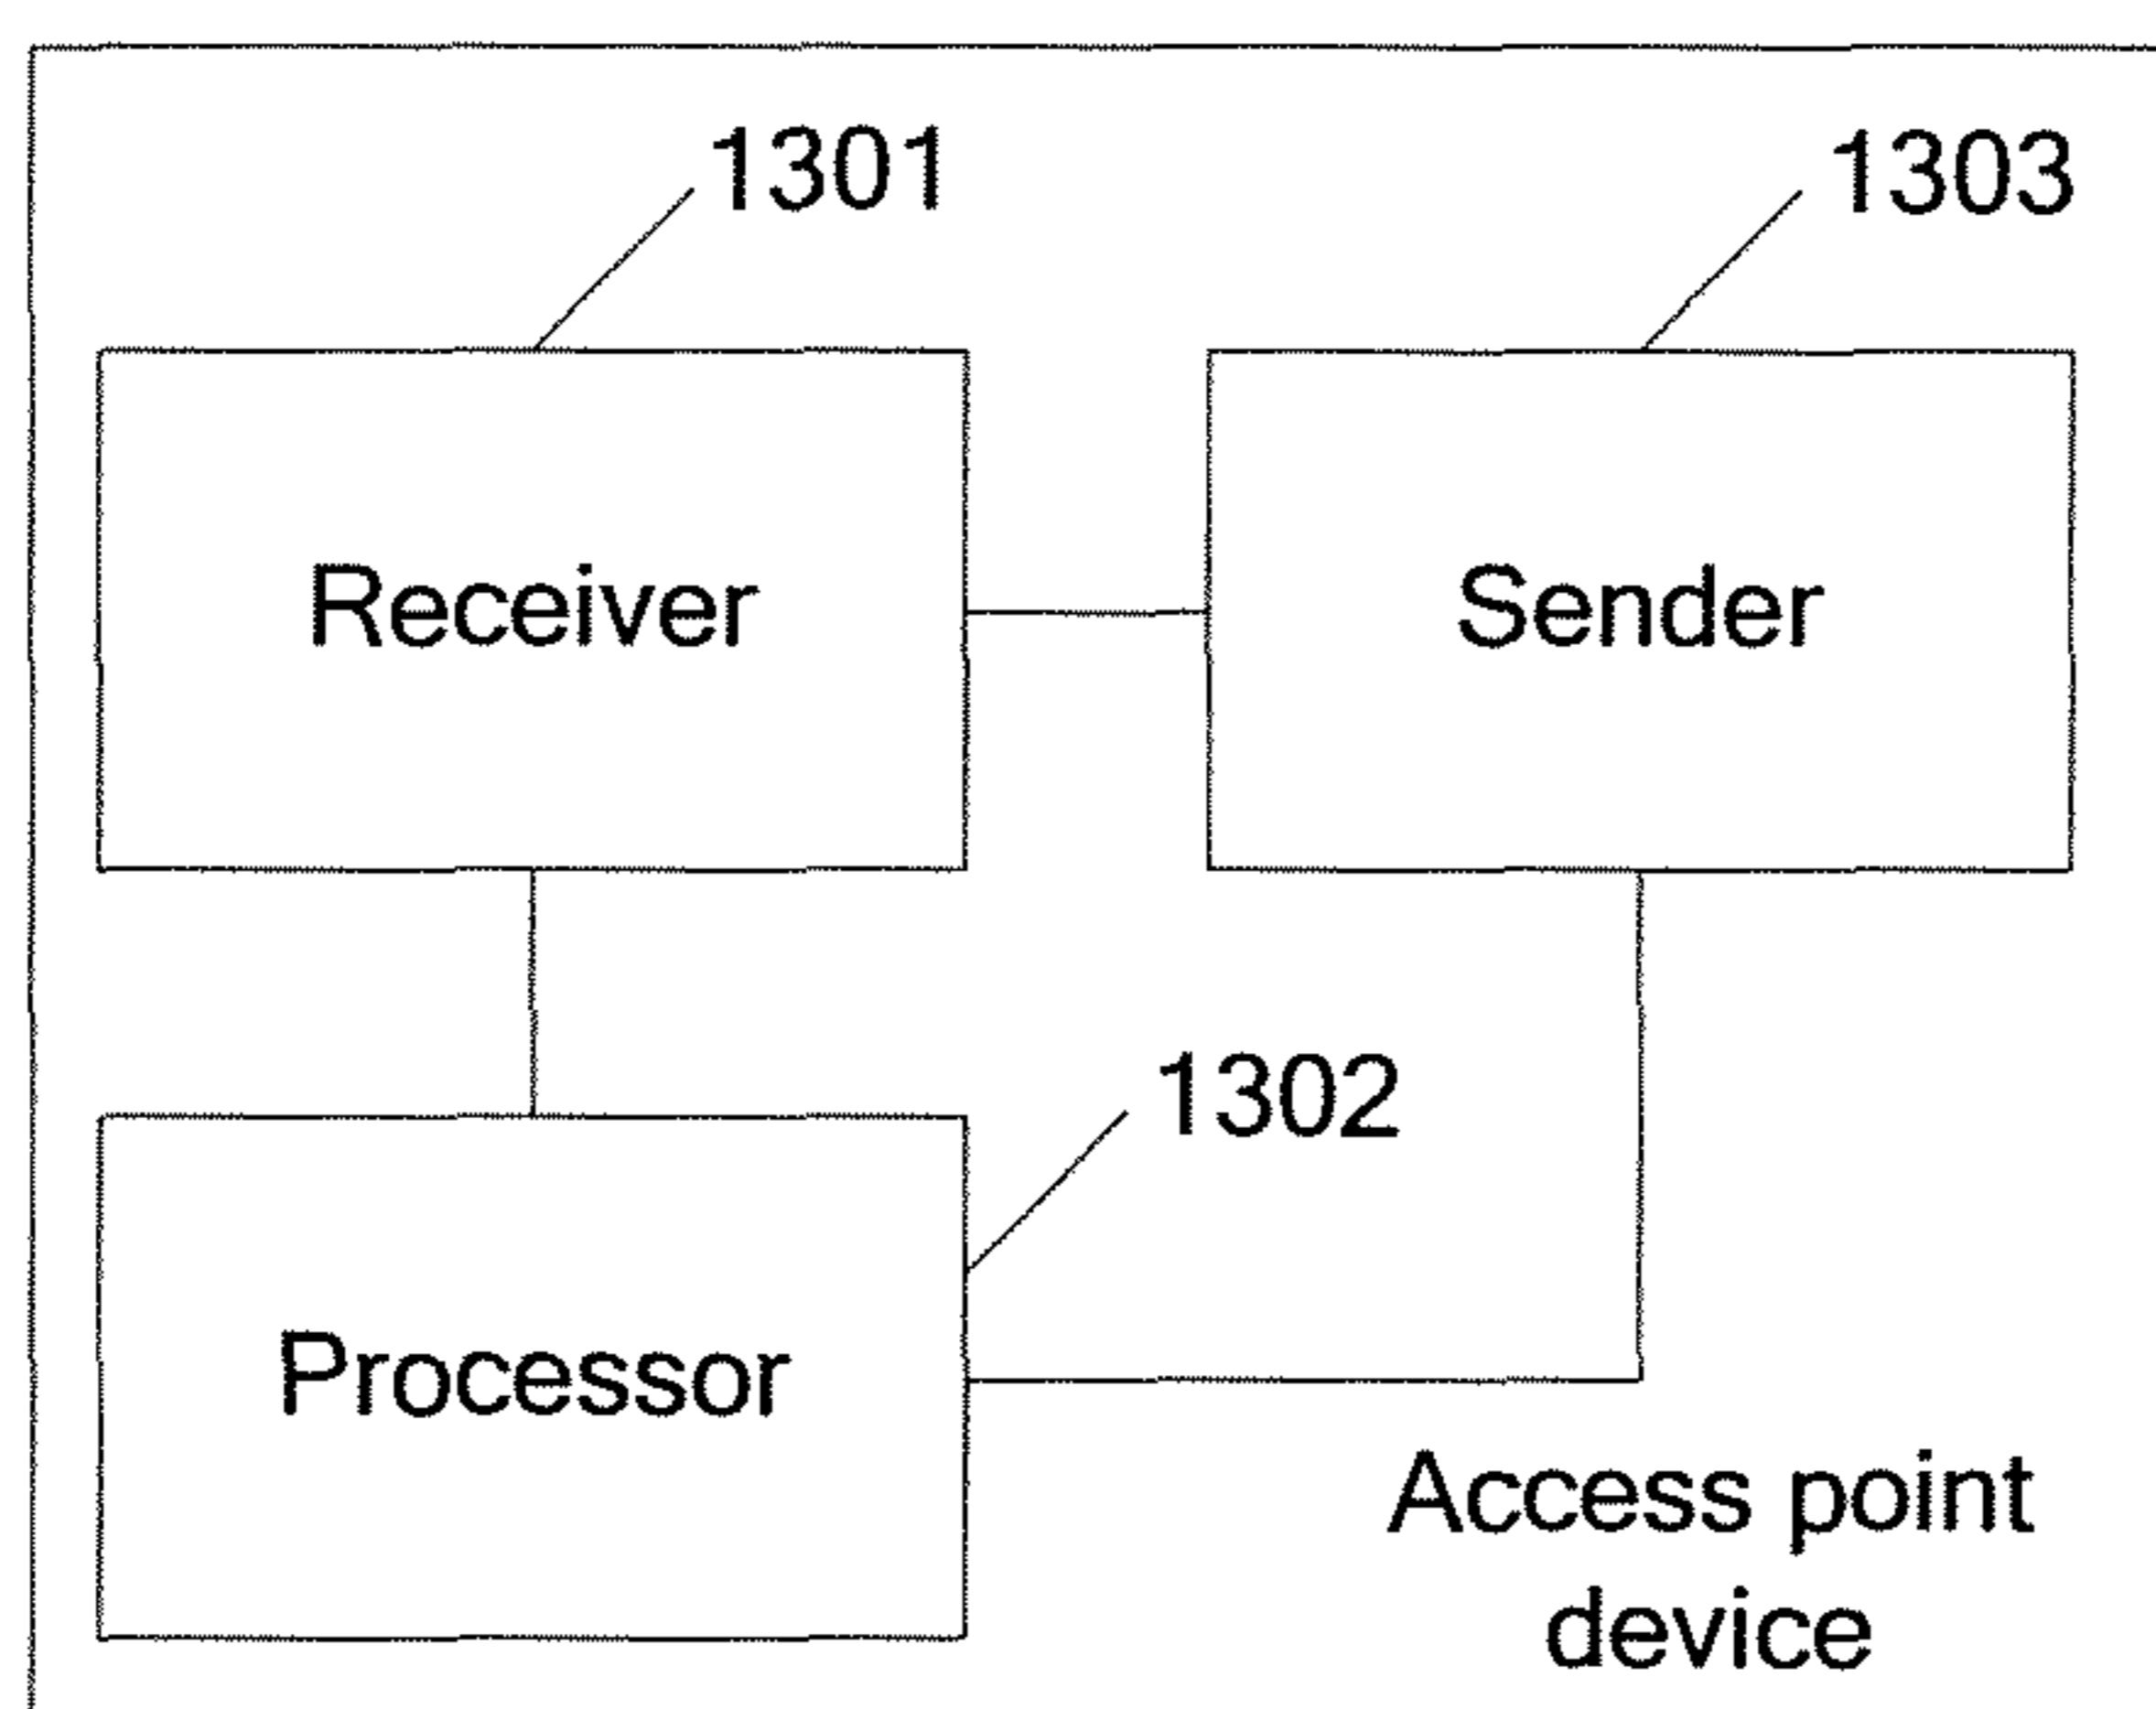 1301
1303
Receiver
Sender
1302
Processor
Access point
device